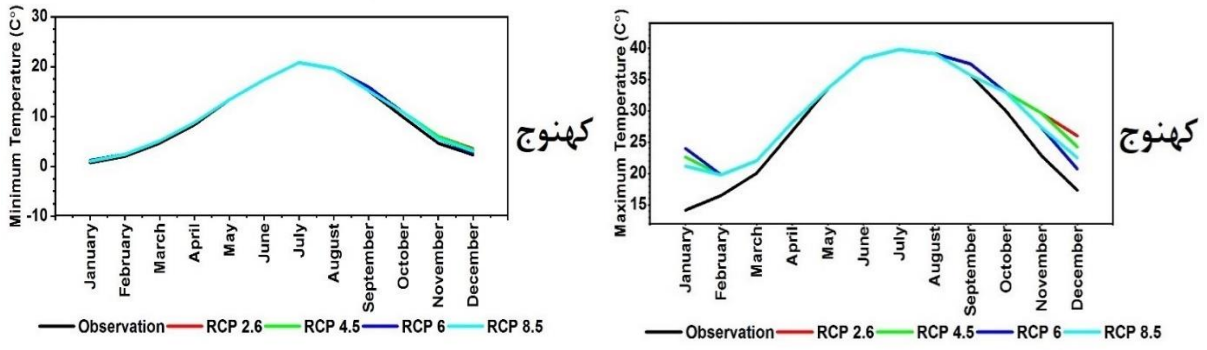 Minimum Temperature (C°)
30
20
10
0
-10
January
February
March
April
May
June
July
August
September
October
November
December
Observation RCP 2.6 RCP 4.5 RCP 6 RCP 8.5
کهنوج
Maximum Temperature (C°)
40
35
30
25
20
15
January
February
March
April
May
June
July
August
September
October
November
December
Observation RCP 2.6 RCP 4.5 RCP 6 RCP 8.5
کهنوج